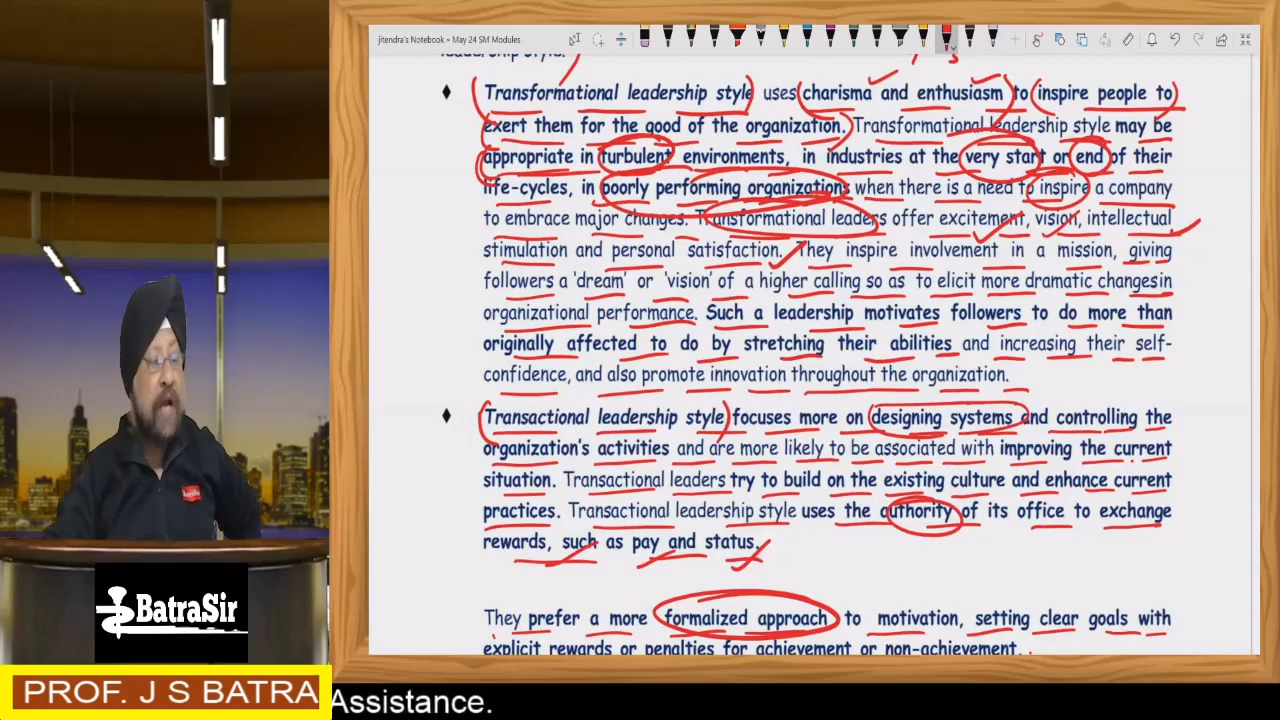 jitendra's Notebook » May 24 SM Modules
leadership style.
♦ Transformational leadership style uses charisma and enthusiasm to inspire people to
exert them for the good of the organization. Transformational leadership style may be
appropriate in turbulent environments, in industries at the very start or end of their
life-cycles, in poorly performing organizations when there is a need to inspire a company
to embrace major changes. Transformational leaders offer excitement, vision, intellectual
stimulation and personal satisfaction. They inspire involvement in a mission, giving
followers a 'dream' or 'vision' of a higher calling so as to elicit more dramatic changesin
organizational performance. Such a leadership motivates followers to do more than
originally affected to do by stretching their abilities and increasing their self-
confidence, and also promote innovation throughout the organization.
♦ Transactional leadership style focuses more on designing systems and controlling the
organization's activities and are more likely to be associated with improving the current
situation. Transactional leaders try to build on the existing culture and enhance current
practices. Transactional leadership style uses the authority of its office to exchange
rewards, such as pay and status.
They prefer a more formalized approach to motivation, setting clear goals with
explicit rewards or penalties for achievement or non-achievement.
BatraSir
PROF. J S BATRA
Assistance.